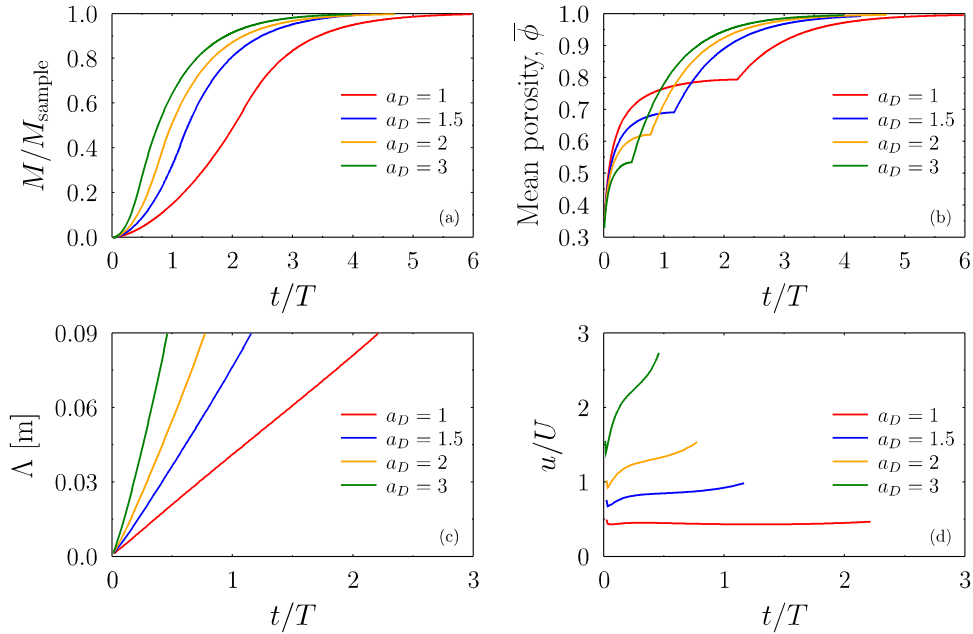 M/M_sample
1.0
0.8
0.6
0.4
0.2
0.0
0 1 2 3 4 5 6
t/T
a_D = 1
a_D = 1.5
a_D = 2
a_D = 3
(a)
Mean porosity, ϕ̅
1.0
0.9
0.8
0.7
0.6
0.5
0.4
0.3
0 1 2 3 4 5 6
t/T
a_D = 1
a_D = 1.5
a_D = 2
a_D = 3
(b)
Λ [m]
0.09
0.06
0.03
0.0
0 1 2 3
t/T
a_D = 1
a_D = 1.5
a_D = 2
a_D = 3
(c)
u/U
3
2
1
0
0 1 2 3
t/T
a_D = 1
a_D = 1.5
a_D = 2
a_D = 3
(d)